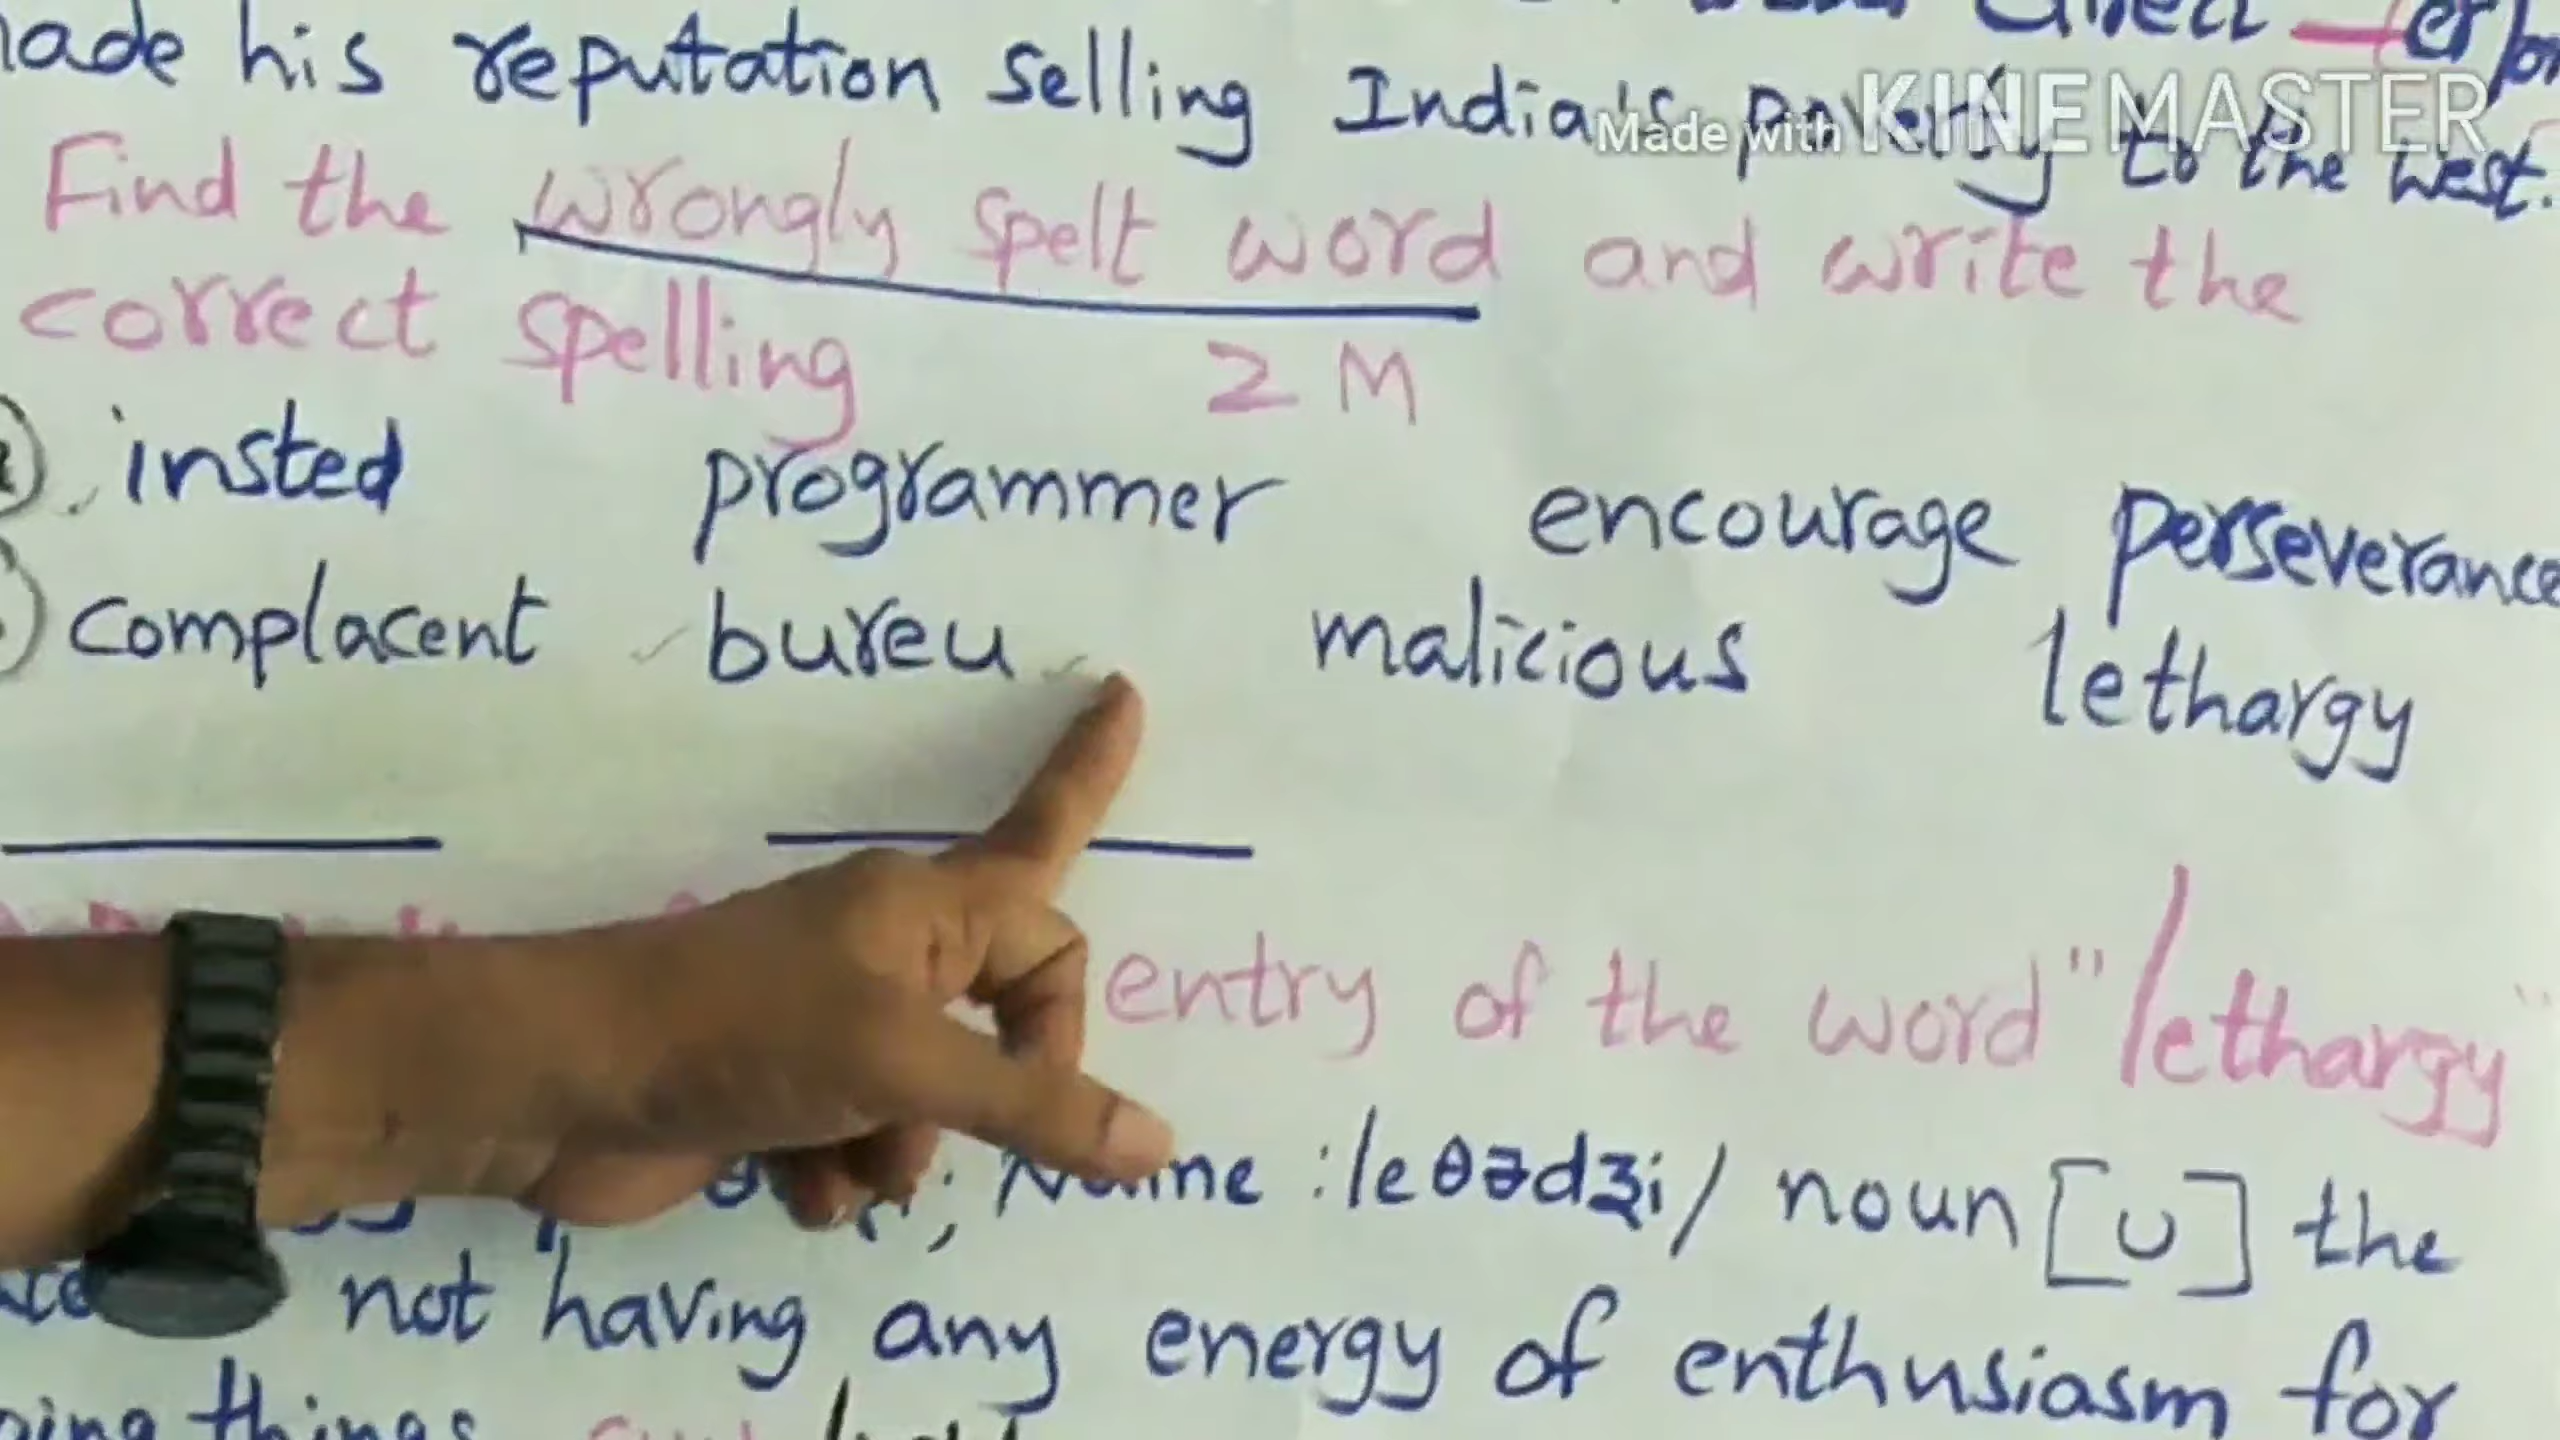 made his reputation selling India's poverty to the West.
Made with KINEMASTER
Find the wrongly spelt word and write the
correct spelling 2 M
insted programmer encourage perseverance
complacent bureu malicious lethargy
entry of the word "lethargy"
:leθədʒi/ noun [U] the
not having any energy of enthusiasm for
things